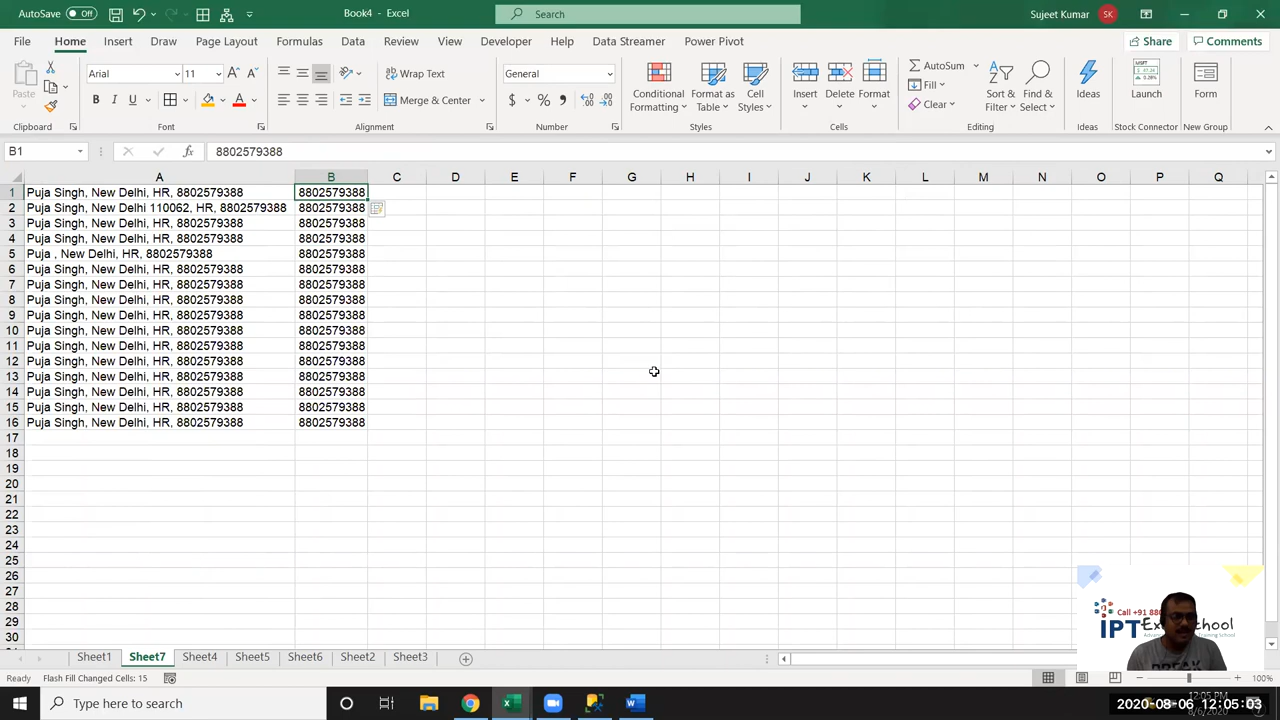 AutoSave Off Book4 - Excel Search Sujeet Kumar SK
File Home Insert Draw Page Layout Formulas Data Review View Developer Help Data Streamer Power Pivot Share Comments
Paste Arial 11 Wrap Text General Conditional Formatting Format as Table Cell Styles Insert Delete Format AutoSum Fill Clear Sort & Filter Find & Select Ideas Launch Form
B I U Merge & Center $ %
Clipboard Font Alignment Number Styles Cells Editing Ideas Stock Connector New Group
B1 fx 8802579388
A B C D E F G H I J K L M N O P Q
1 Puja Singh, New Delhi, HR, 8802579388 8802579388
2 Puja Singh, New Delhi 110062, HR, 8802579388 8802579388
3 Puja Singh, New Delhi, HR, 8802579388 8802579388
4 Puja Singh, New Delhi, HR, 8802579388 8802579388
5 Puja , New Delhi, HR, 8802579388 8802579388
6 Puja Singh, New Delhi, HR, 8802579388 8802579388
7 Puja Singh, New Delhi, HR, 8802579388 8802579388
8 Puja Singh, New Delhi, HR, 8802579388 8802579388
9 Puja Singh, New Delhi, HR, 8802579388 8802579388
10 Puja Singh, New Delhi, HR, 8802579388 8802579388
11 Puja Singh, New Delhi, HR, 8802579388 8802579388
12 Puja Singh, New Delhi, HR, 8802579388 8802579388
13 Puja Singh, New Delhi, HR, 8802579388 8802579388
14 Puja Singh, New Delhi, HR, 8802579388 8802579388
15 Puja Singh, New Delhi, HR, 8802579388 8802579388
16 Puja Singh, New Delhi, HR, 8802579388 8802579388
17
18
19
20
21
22
23
24
25
26
27
28
29
30
Call +91
IPT School
Sheet1 Sheet7 Sheet4 Sheet5 Sheet6 Sheet2 Sheet3
Ready Flash Fill Changed Cells: 15 100%
Type here to search
12:05 PM
2020-08-06 12:05:03
8/6/2020